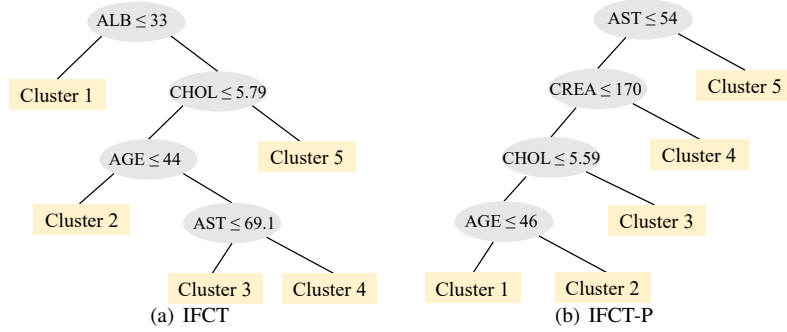 ALB ≤ 33
Cluster 1
CHOL ≤ 5.79
AGE ≤ 44
Cluster 5
Cluster 2
AST ≤ 69.1
Cluster 3
Cluster 4
(a) IFCT
AST ≤ 54
CREA ≤ 170
Cluster 5
CHOL ≤ 5.59
Cluster 4
AGE ≤ 46
Cluster 3
Cluster 1
Cluster 2
(b) IFCT-P